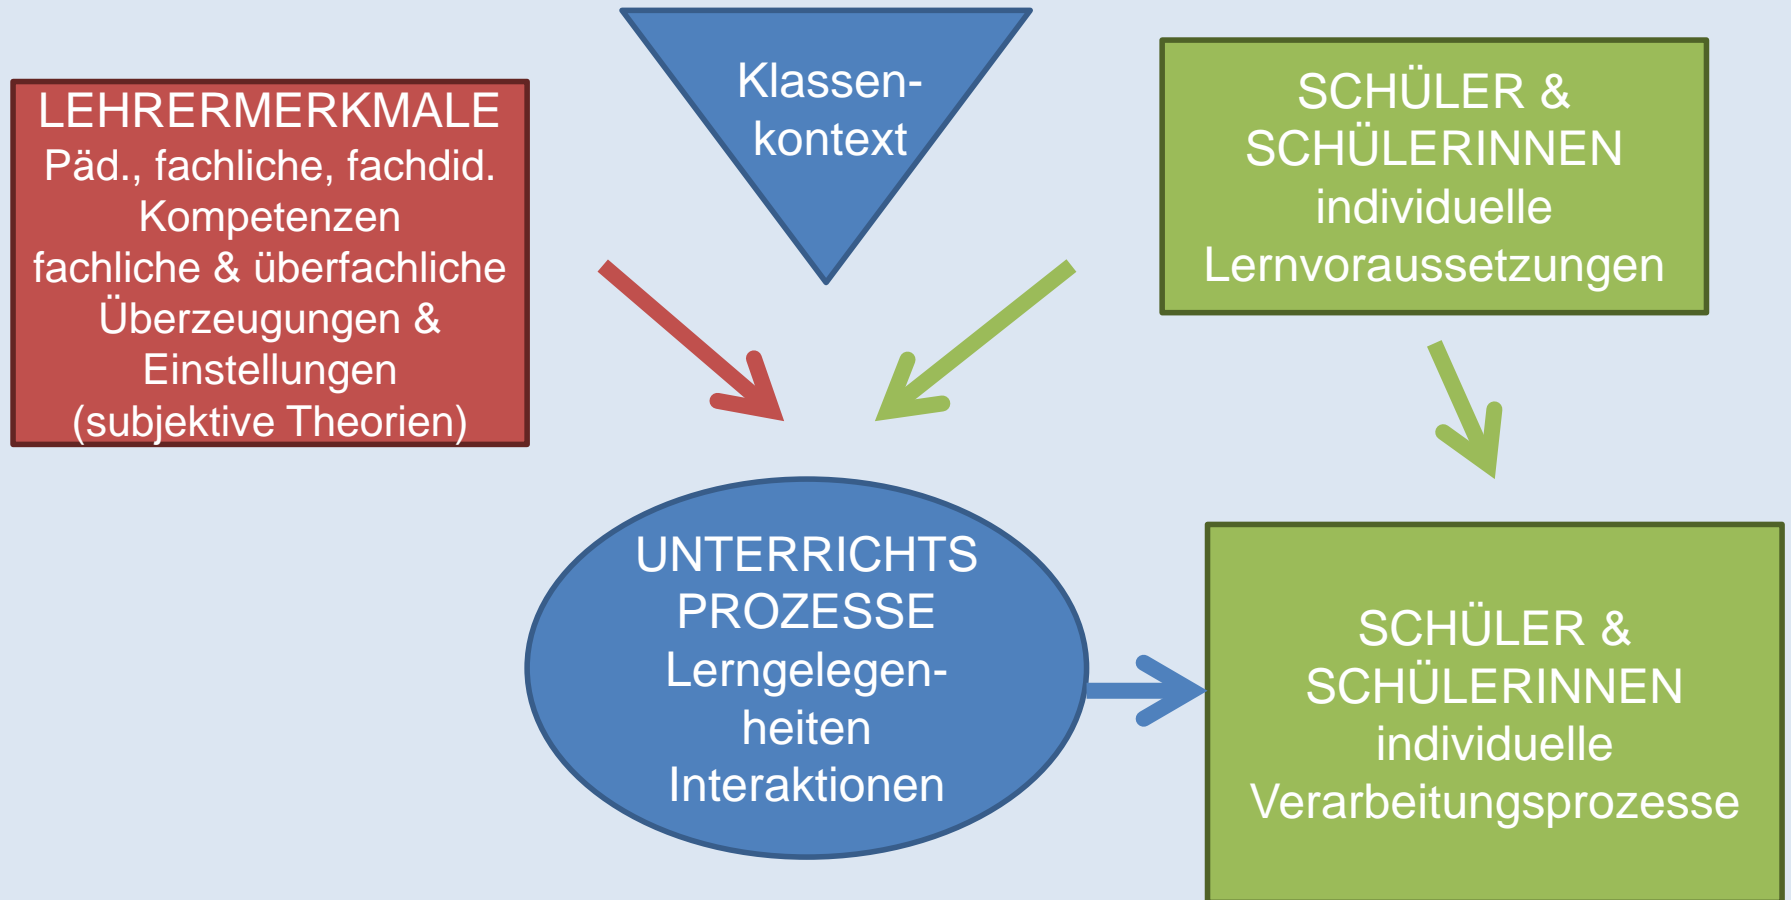 LEHRERMERKMALE
Päd., fachliche, fachdid.
Kompetenzen
fachliche & überfachliche
Überzeugungen &
Einstellungen
(subjektive Theorien)
Klassen-
kontext
SCHÜLER &
SCHÜLERINNEN
individuelle
Lernvoraussetzungen
UNTERRICHTS
PROZESSE
Lerngelegen-
heiten
Interaktionen
SCHÜLER &
SCHÜLERINNEN
individuelle
Verarbeitungsprozesse